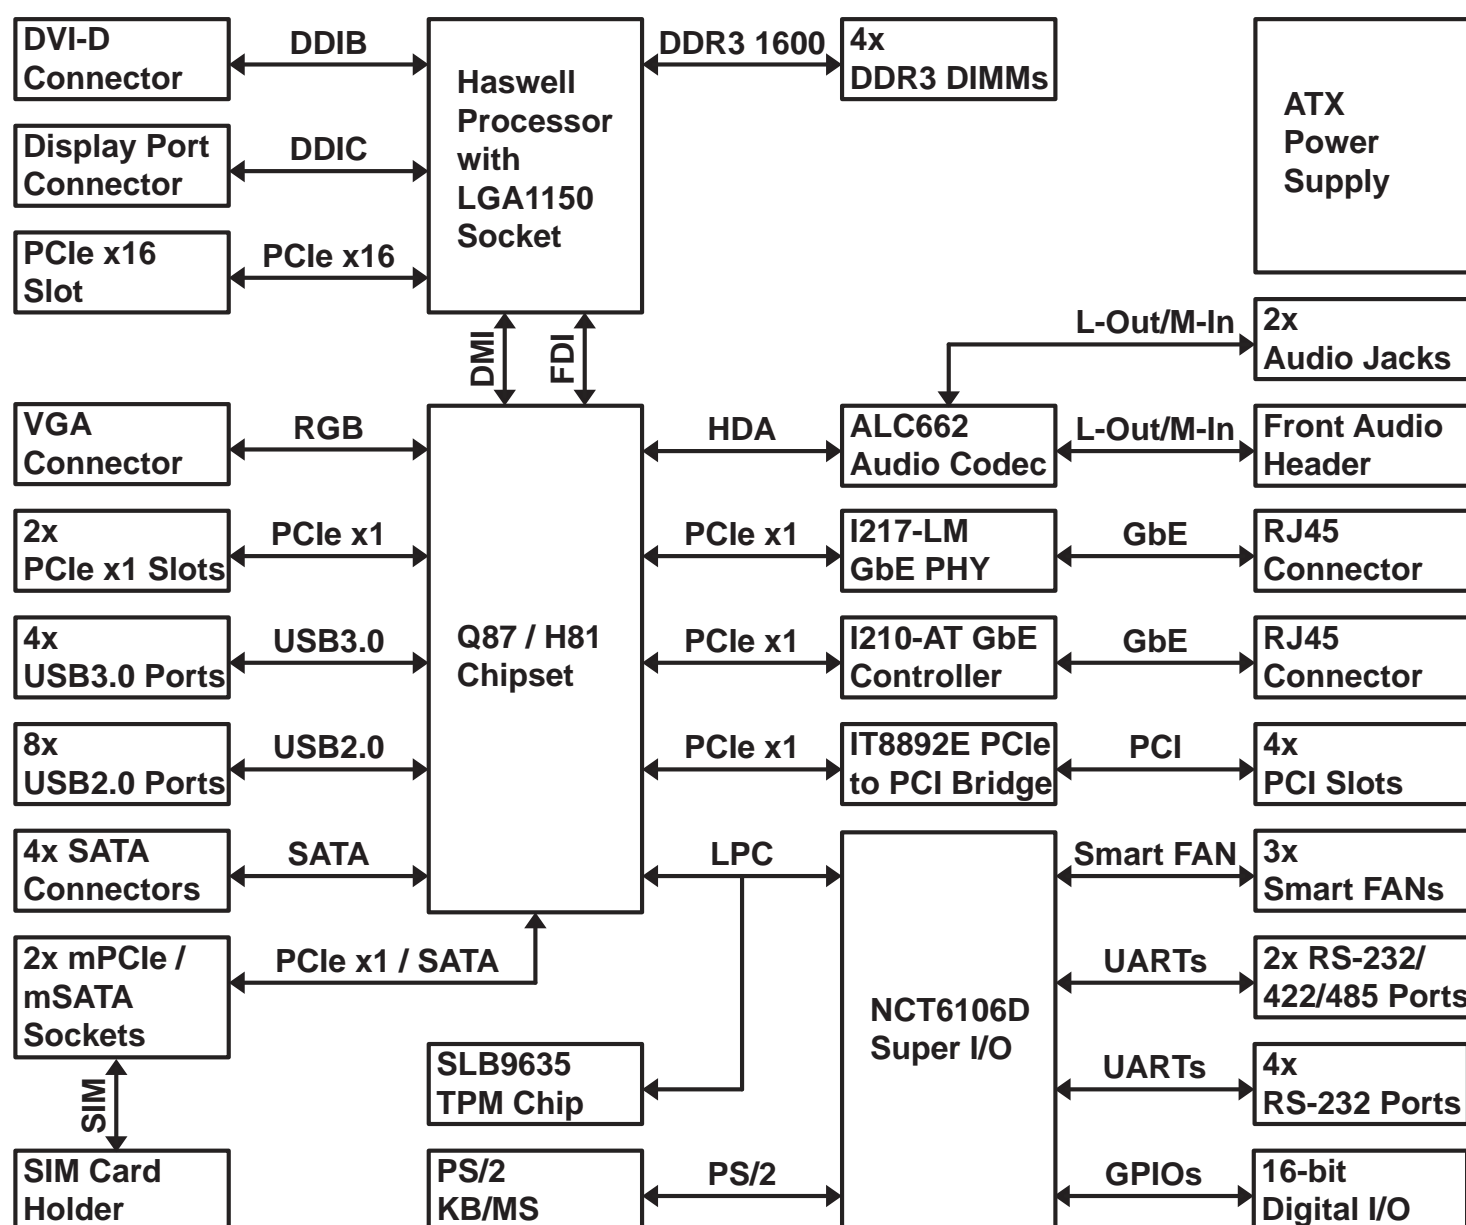 DVI-D
Connector
DDIB
Haswell
Processor
with
LGA1150
Socket
DDR3 1600
4x
DDR3 DIMMs
ATX
Power
Supply
Display Port
Connector
DDIC
PCIe x16
Slot
PCIe x16
DMI
FDI
L-Out/M-In
2x
Audio Jacks
VGA
Connector
RGB
Q87 / H81
Chipset
HDA
ALC662
Audio Codec
L-Out/M-In
Front Audio
Header
2x
PCIe x1 Slots
PCIe x1
PCIe x1
I217-LM
GbE PHY
GbE
RJ45
Connector
4x
USB3.0 Ports
USB3.0
PCIe x1
I210-AT GbE
Controller
GbE
RJ45
Connector
8x
USB2.0 Ports
USB2.0
PCIe x1
IT8892E PCIe
to PCI Bridge
PCI
4x
PCI Slots
4x SATA
Connectors
SATA
LPC
NCT6106D
Super I/O
Smart FAN
3x
Smart FANs
2x mPCIe /
mSATA
Sockets
PCIe x1 / SATA
UARTs
2x RS-232/
422/485 Ports
SIM
SLB9635
TPM Chip
UARTs
4x
RS-232 Ports
SIM Card
Holder
PS/2
KB/MS
PS/2
GPIOs
16-bit
Digital I/O